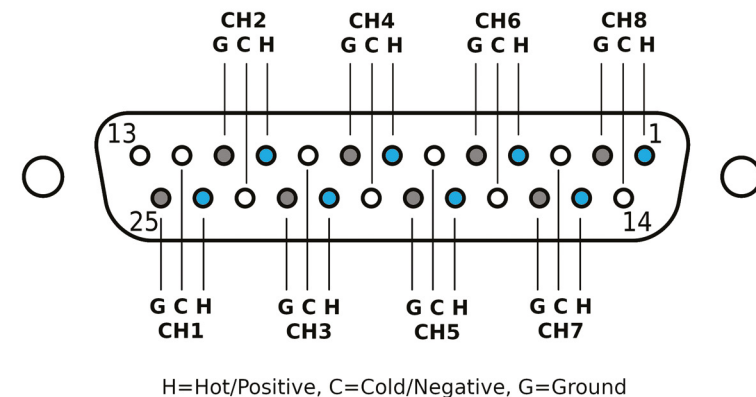 CH2 CH4 CH6 CH8
G C H G C H G C H G C H
13 1
25 14
G C H G C H G C H G C H
CH1 CH3 CH5 CH7
H=Hot/Positive, C=Cold/Negative, G=Ground